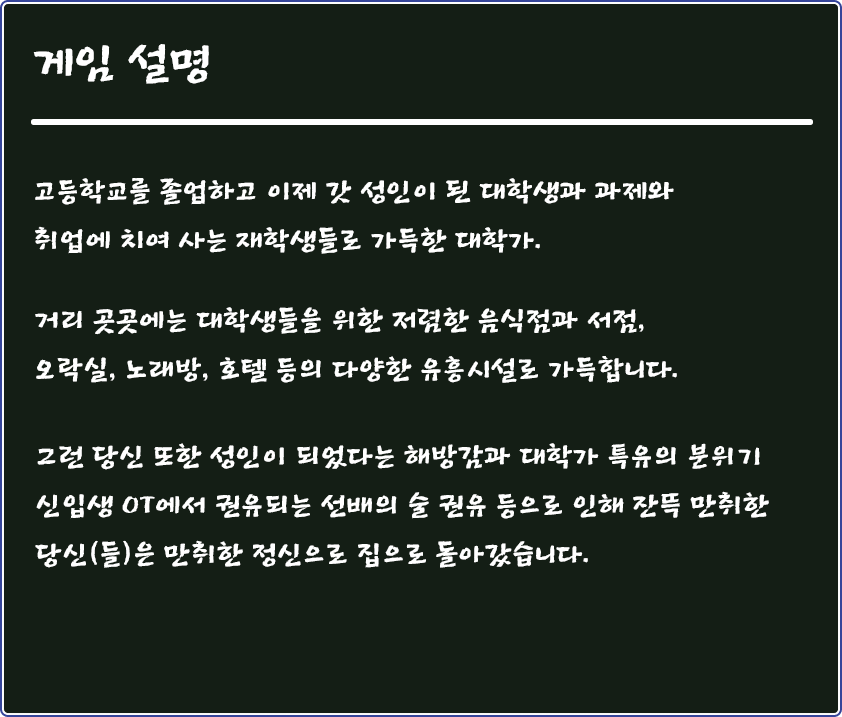 게임 설명
고등학교를 졸업하고 이제 갓 성인이 된 대학생과 과제와
취업에 치여 사는 재학생들로 가득한 대학가.
거리 곳곳에는 대학생들을 위한 저렴한 음식점과 서점,
오락실, 노래방, 호텔 등의 다양한 유흥시설로 가득합니다.
그런 당신 또한 성인이 되었다는 해방감과 대학가 특유의 분위기
신입생 OT에서 권유되는 선배의 술 권유 등으로 인해 잔뜩 만취한
당신(들)은 만취한 정신으로 집으로 돌아갔습니다.